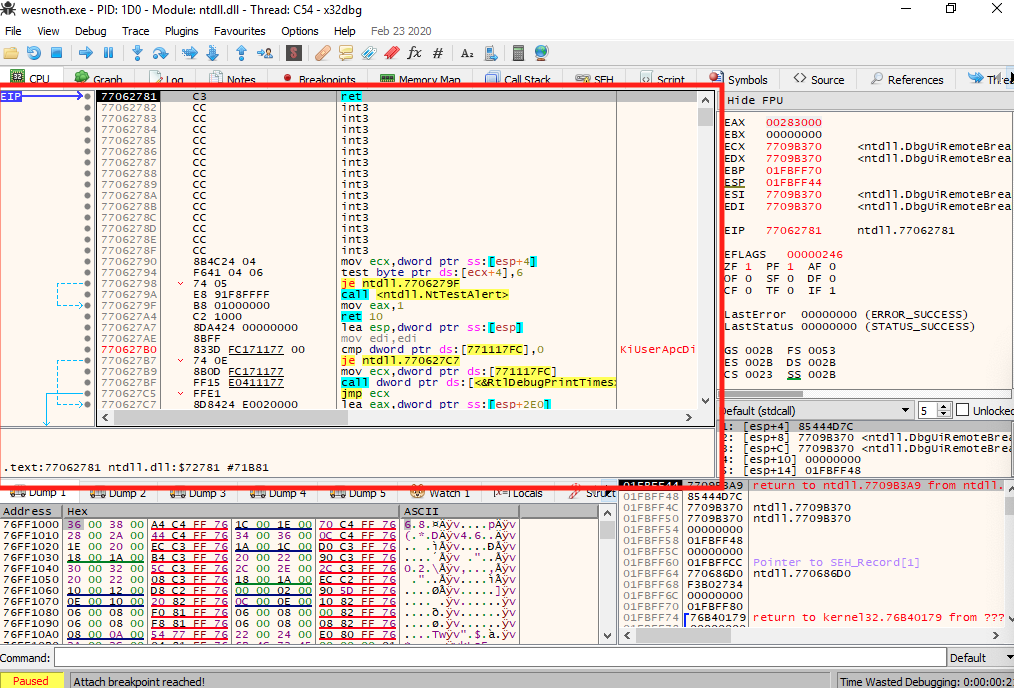 wesnoth.exe - PID: 1D0 - Module: ntdll.dll - Thread: C54 - x32dbg
File View Debug Trace Plugins Favourites Options Help Feb 23 2020
CPU Graph Log Notes Breakpoints Memory Map Call Stack SEH Script Symbols Source References Thre
EIP 77062781 C3 ret
77062782 CC int3
77062783 CC int3
77062784 CC int3
77062785 CC int3
77062786 CC int3
77062787 CC int3
77062788 CC int3
77062789 CC int3
7706278A CC int3
7706278B CC int3
7706278C CC int3
7706278D CC int3
7706278E CC int3
7706278F CC int3
77062790 8B4C24 04 mov ecx,dword ptr ss:[esp+4]
77062794 F641 04 06 test byte ptr ds:[ecx+4],6
77062798 74 05 je ntdll.7706279F
7706279A E8 91F8FFFF call <ntdll.NtTestAlert>
7706279F B8 01000000 mov eax,1
770627A4 C2 1000 ret 10
770627A7 8DA424 00000000 lea esp,dword ptr ss:[esp]
770627AE 8BFF mov edi,edi
770627B0 833D FC171177 00 cmp dword ptr ds:[771117FC],0 KiUserApcDi
770627B7 74 0E je ntdll.770627C7
770627B9 8B0D FC171177 mov ecx,dword ptr ds:[771117FC]
770627BF FF15 E0411177 call dword ptr ds:[<&RtlDebugPrintTimes>
770627C5 FFE1 jmp ecx
770627C7 8D8424 E0020000 lea eax,dword ptr ss:[esp+2E0]
.text:77062781 ntdll.dll:$72781 #71B81
Hide FPU
EAX 00283000
EBX 00000000
ECX 7709B370 <ntdll.DbgUiRemoteBrea
EDX 7709B370 <ntdll.DbgUiRemoteBrea
EBP 01FBFF70
ESP 01FBFF44
ESI 7709B370 <ntdll.DbgUiRemoteBrea
EDI 7709B370 <ntdll.DbgUiRemoteBrea
EIP 77062781 ntdll.77062781
EFLAGS 00000246
ZF 1 PF 1 AF 0
OF 0 SF 0 DF 0
CF 0 TF 0 IF 1
LastError 00000000 (ERROR_SUCCESS)
LastStatus 00000000 (STATUS_SUCCESS)
GS 002B FS 0053
ES 002B DS 002B
CS 0023 SS 002B
Default (stdcall) 5 Unlocked
1: [esp+4] 85444D7C
2: [esp+8] 7709B370 <ntdll.DbgUiRemoteBrea
3: [esp+C] 7709B370 <ntdll.DbgUiRemoteBrea
4: [esp+10] 00000000
5: [esp+14] 01FBFF48
Dump 1 Dump 2 Dump 3 Dump 4 Dump 5 Watch 1 Locals Struct
Address Hex ASCII
76FF1000 36 00 38 00 A4 C4 FF 76 1C 00 1E 00 70 C4 FF 76 6.8.¤Äÿv....pÄÿv
76FF1010 28 00 2A 00 44 C4 FF 76 34 00 36 00 0C C4 FF 76 (.*.DÄÿv4.6..Äÿv
76FF1020 1E 00 20 00 EC C3 FF 76 1A 00 1C 00 D0 C3 FF 76
76FF1030 18 00 1A 00 B4 C3 FF 76 20 00 22 00 90 C3 FF 76
76FF1040 30 00 32 00 5C C3 FF 76 2C 00 2E 00 2C C3 FF 76
76FF1050 20 00 22 00 08 C3 FF 76 18 00 1A 00 EC C2 FF 76
76FF1060 10 00 12 00 D8 C2 FF 76 00 00 02 00 90 5D FF 76
76FF1070 0E 00 10 00 20 82 FF 76 0C 00 0E 00 10 82 FF 76
76FF1080 06 00 08 00 F0 81 FF 76 06 00 08 00 00 82 FF 76
76FF1090 06 00 08 00 F8 81 FF 76 06 00 08 00 08 82 FF 76
76FF10A0 08 00 0A 00 54 77 FF 76 22 00 24 00 E0 80 FF 76
01FBFF44 7709B3A9 return to ntdll.7709B3A9 from ntdll.
01FBFF48 85444D7C
01FBFF4C 7709B370 ntdll.7709B370
01FBFF50 7709B370 ntdll.7709B370
01FBFF54 00000000
01FBFF58 01FBFF48
01FBFF5C 00000000
01FBFF60 01FBFFCC Pointer to SEH_Record[1]
01FBFF64 770686D0 ntdll.770686D0
01FBFF68 F3B02734
01FBFF6C 00000000
01FBFF70 01FBFF80
01FBFF74 76B40179 return to kernel32.76B40179 from ???
Command: Default
Paused Attach breakpoint reached! Time Wasted Debugging: 0:00:00:2